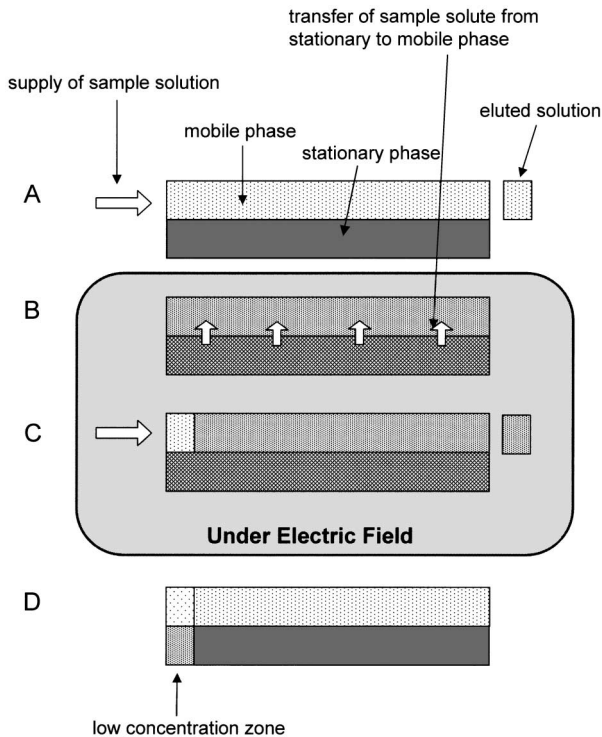 transfer of sample solute from
stationary to mobile phase
supply of sample solution
eluted solution
mobile phase
stationary phase
A
B
C
Under Electric Field
D
low concentration zone